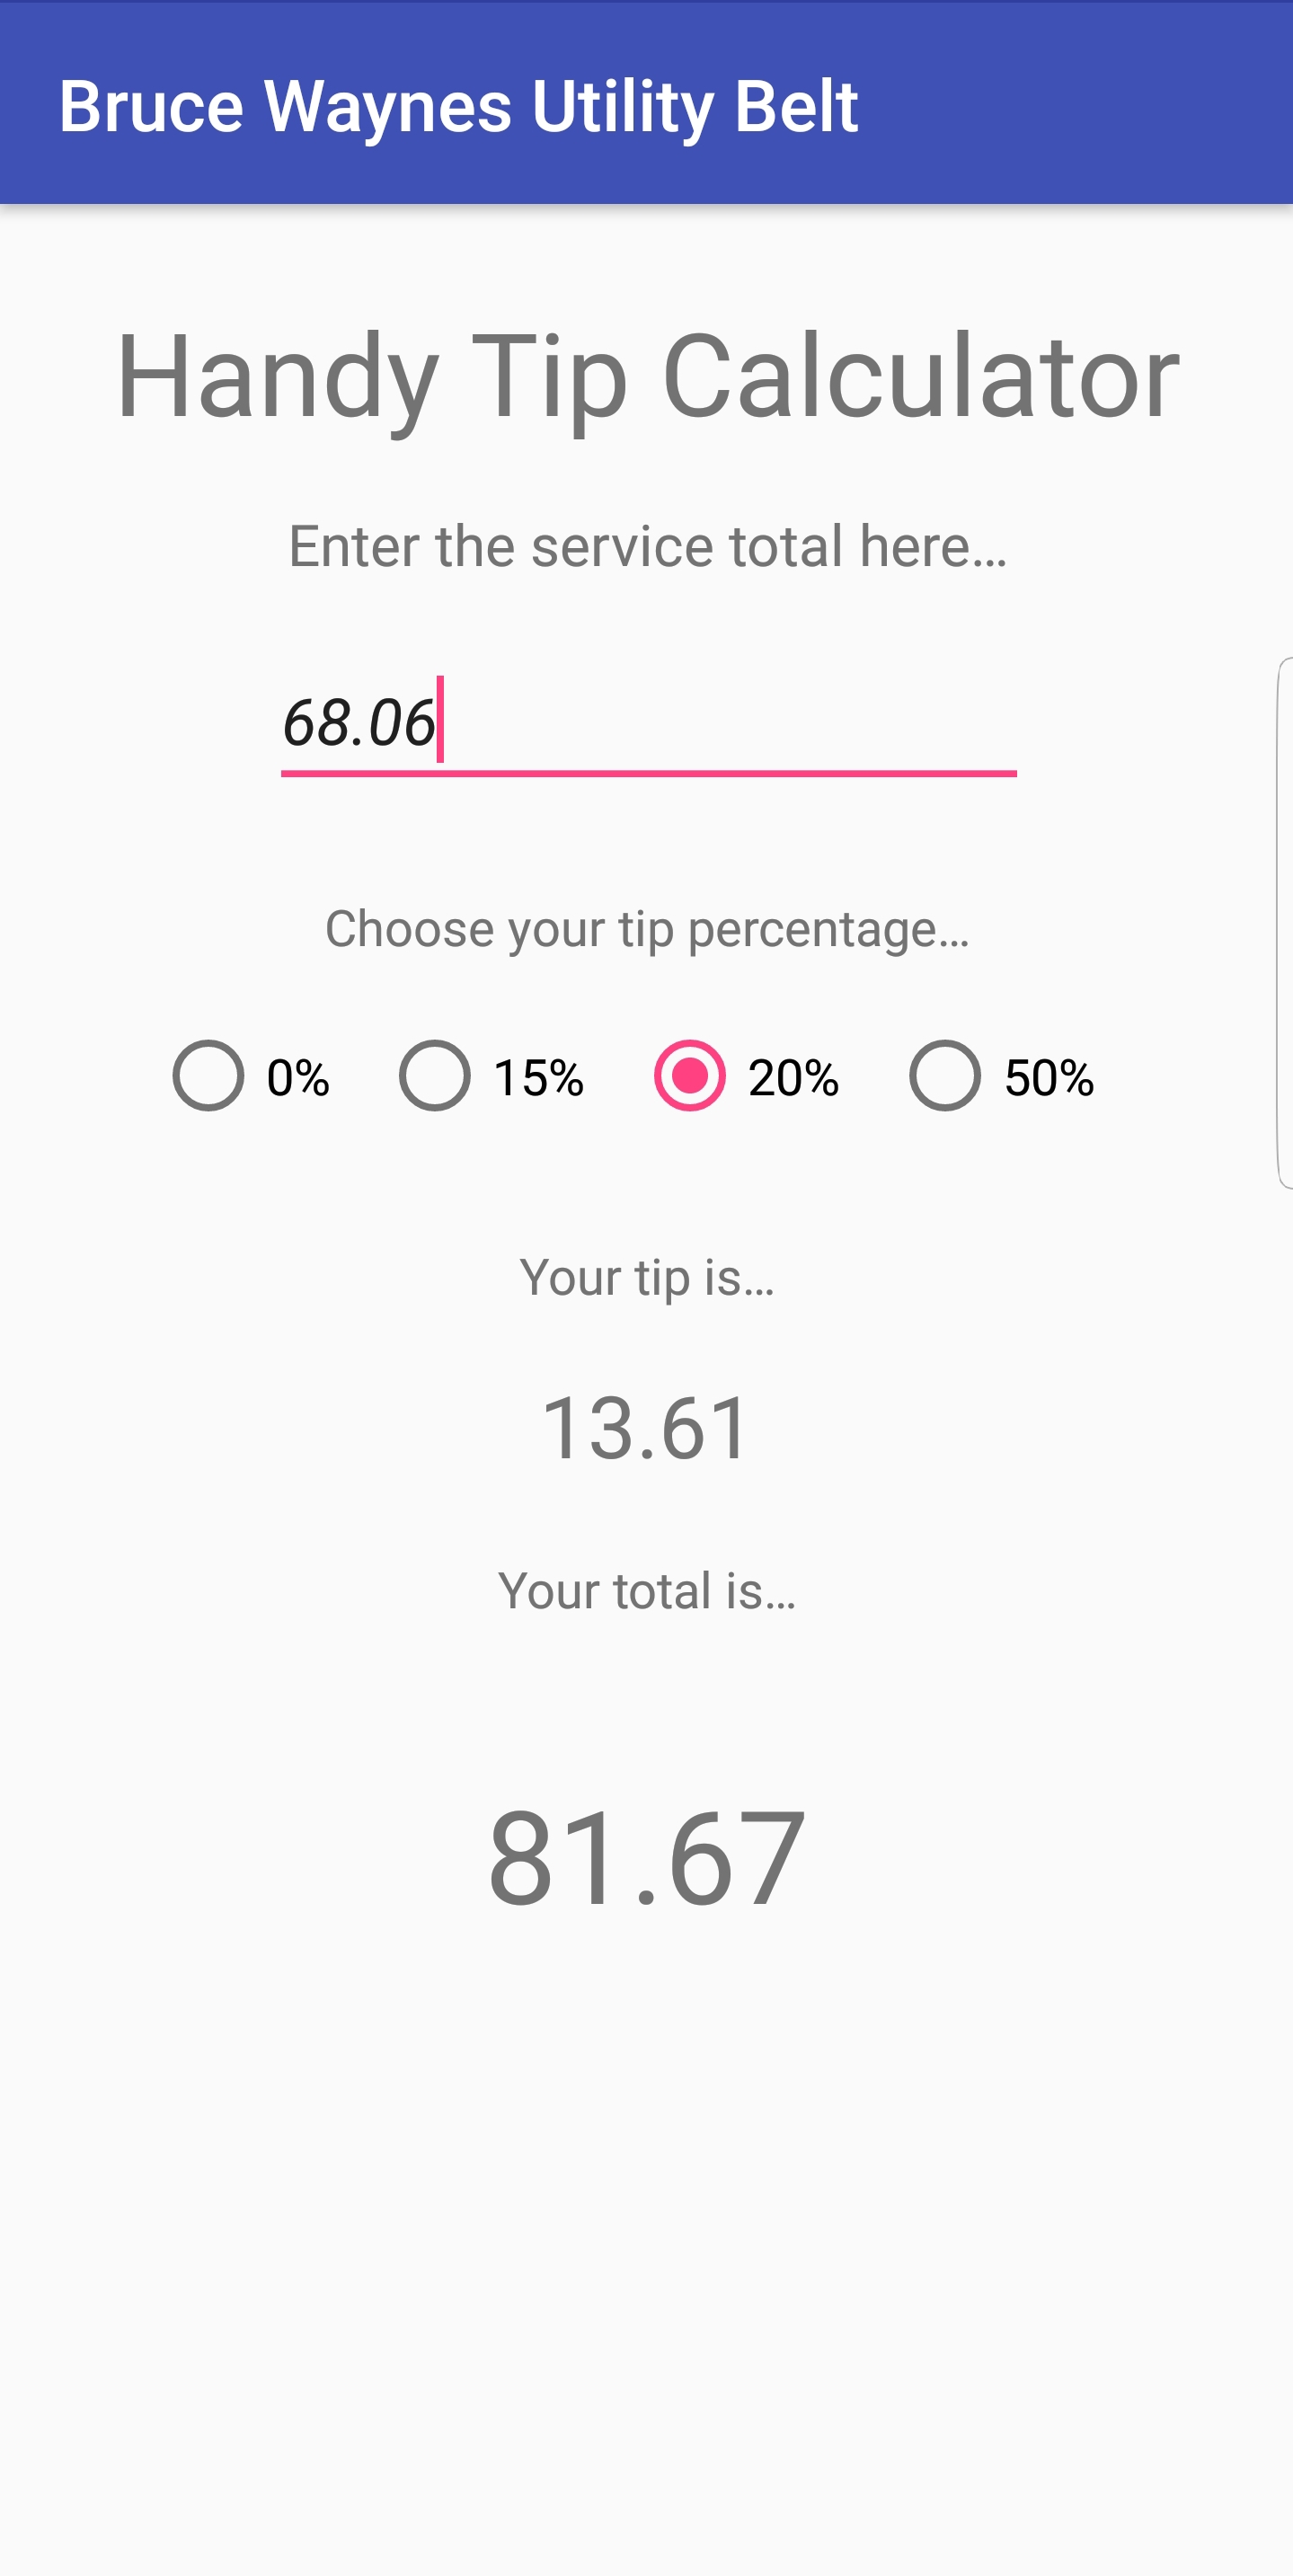 Bruce Waynes Utility Belt
Handy Tip Calculator
Enter the service total here...
68.06
Choose your tip percentage...
0% 15% 20% 50%
Your tip is...
13.61
Your total is...
81.67